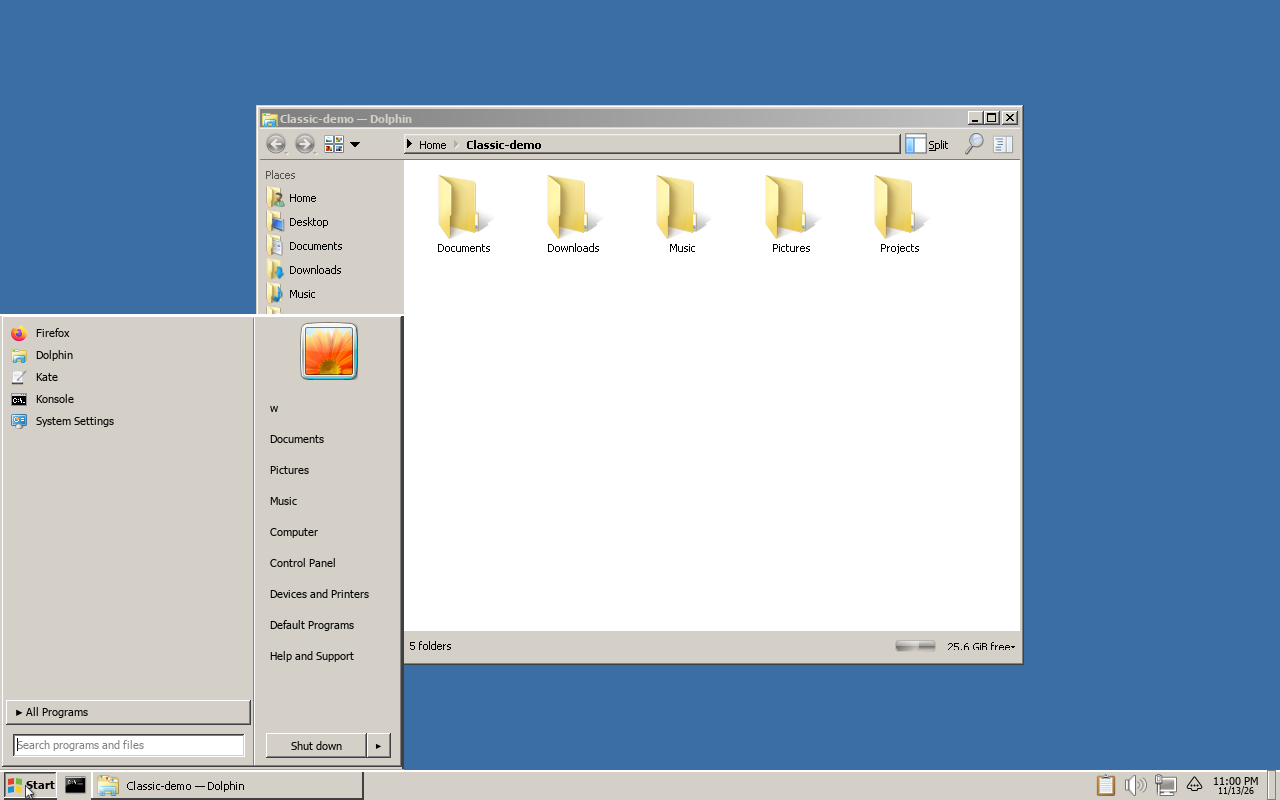 Classic-demo — Dolphin
Home Classic-demo Split
Places
Home
Desktop
Documents
Downloads
Music
Documents Downloads Music Pictures Projects
Firefox
Dolphin
Kate
Konsole
System Settings
All Programs
Search programs and files
w
Documents
Pictures
Music
Computer
Control Panel
Devices and Printers
Default Programs
Help and Support
Shut down
5 folders 25.6 GiB free
Start Classic-demo — Dolphin 11:00 PM
11/13/26